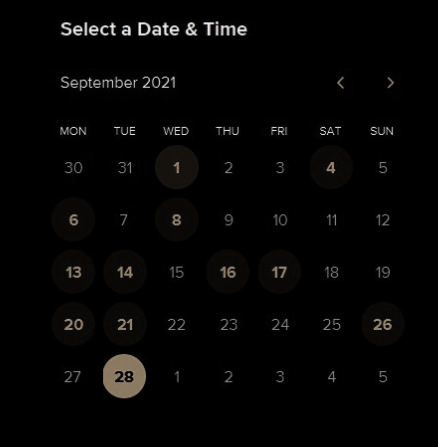 Select a Date & Time
September 2021
MON TUE WED THU FRI SAT SUN
30 31 1 2 3 4 5
6 7 8 9 10 11 12
13 14 15 16 17 18 19
20 21 22 23 24 25 26
27 28 1 2 3 4 5